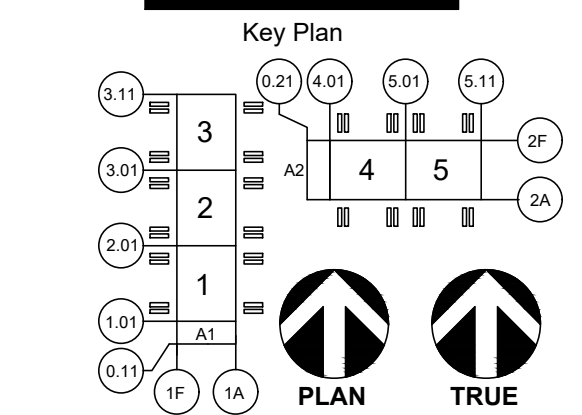 Key Plan
3.11
0.21 4.01 5.01 5.11
3
2F
3.01
A2 4 5
2A
2
2.01
1
1.01
A1
0.11
1F 1A
PLAN TRUE